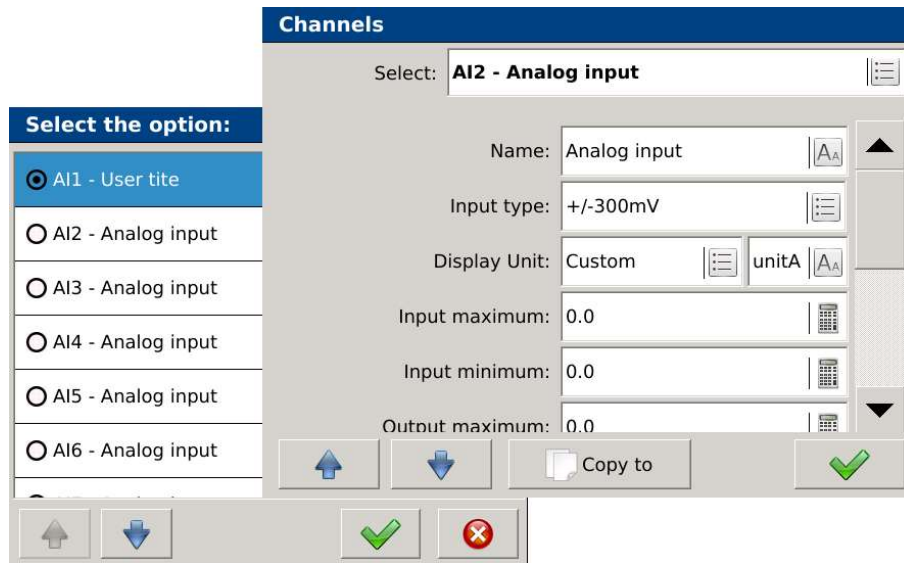 Channels
Select: AI2 - Analog input
Name: Analog input
Input type: +/-300mV
Display Unit: Custom unitA
Input maximum: 0.0
Input minimum: 0.0
Output maximum: 0.0
Copy to
Select the option:
AI1 - User tite
AI2 - Analog input
AI3 - Analog input
AI4 - Analog input
AI5 - Analog input
AI6 - Analog input